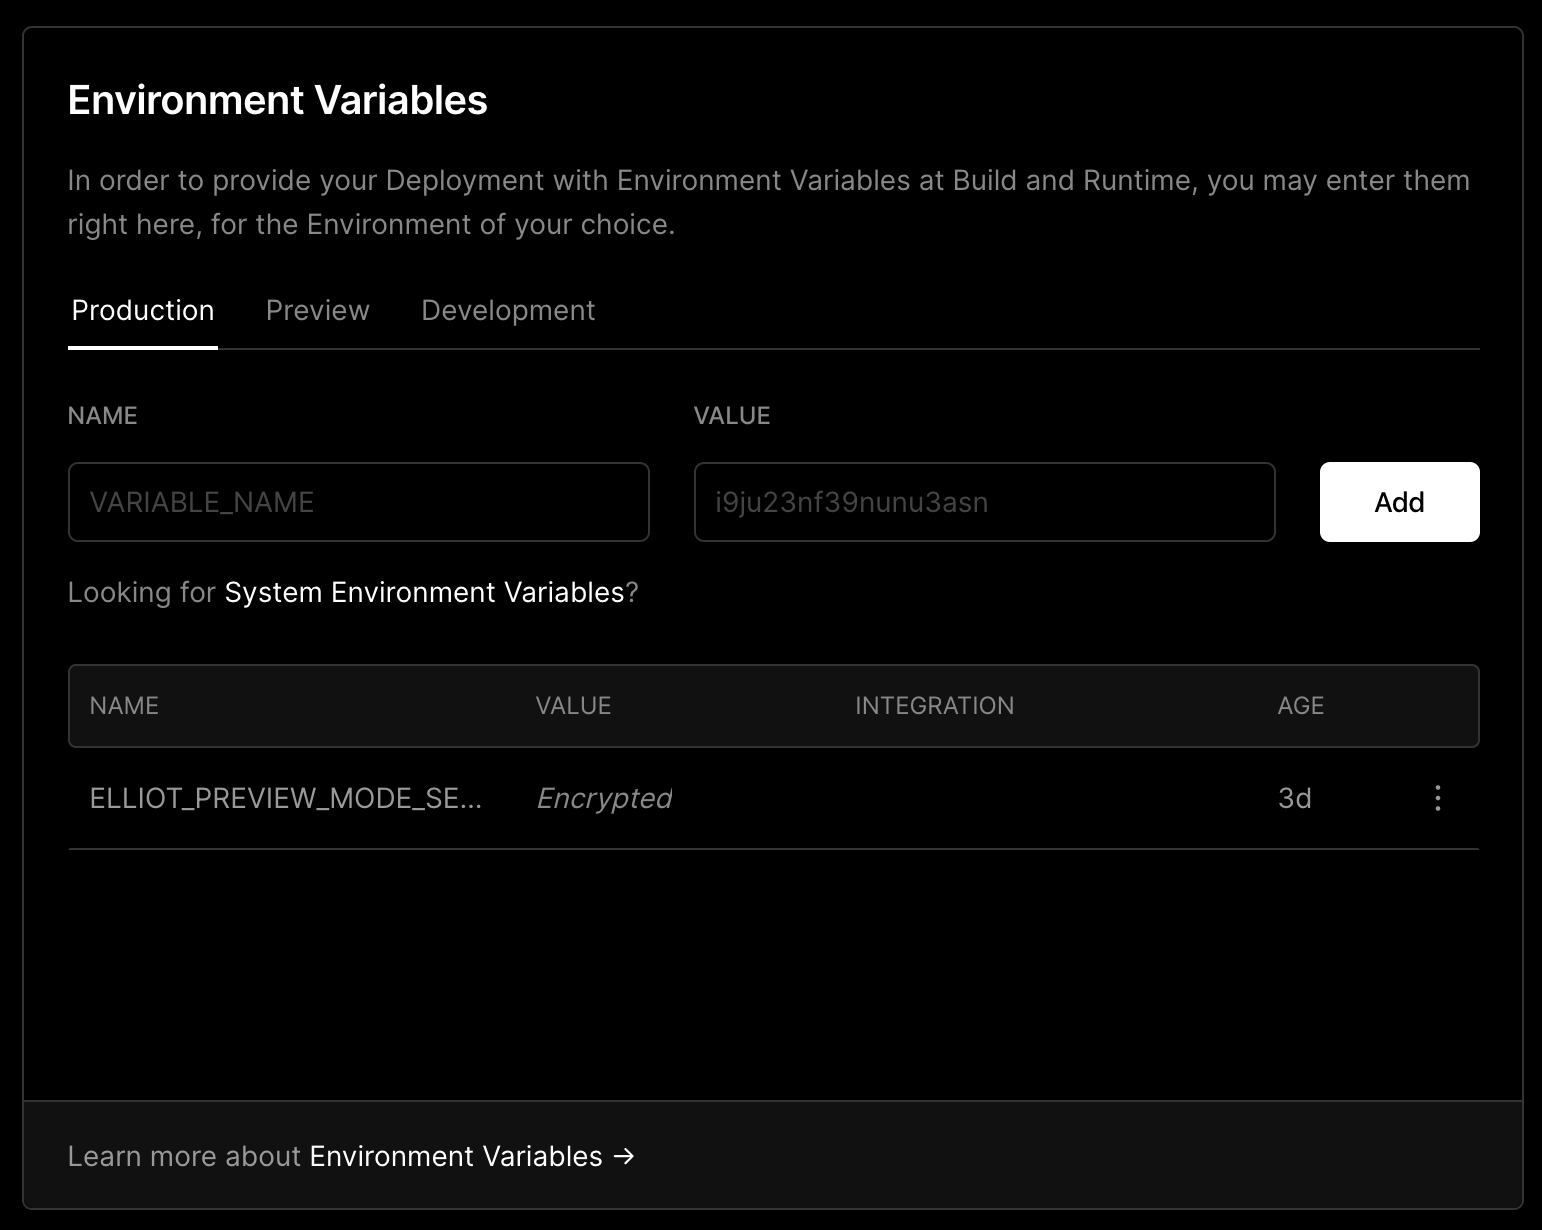 Environment Variables
In order to provide your Deployment with Environment Variables at Build and Runtime, you may enter them
right here, for the Environment of your choice.
Production Preview Development
NAME VALUE
VARIABLE_NAME i9ju23nf39nunu3asn Add
Looking for System Environment Variables?
NAME VALUE INTEGRATION AGE
ELLIOT_PREVIEW_MODE_SE... Encrypted 3d
Learn more about Environment Variables →